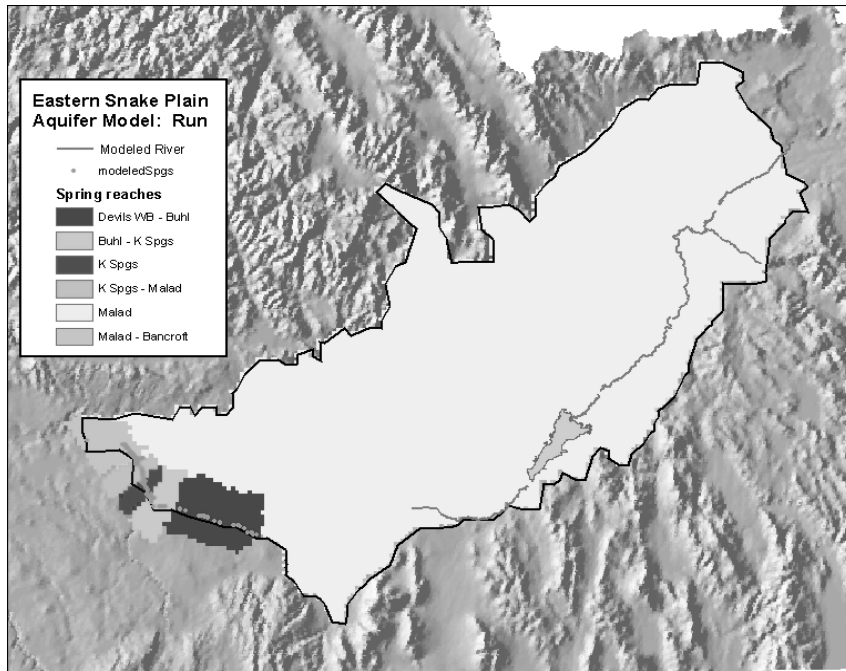 Eastern Snake Plain
Aquifer Model: Run
Modeled River
modeledSpgs
Spring reaches
Devils WB - Buhl
Buhl - K Spgs
K Spgs
K Spgs - Malad
Malad
Malad - Bancroft